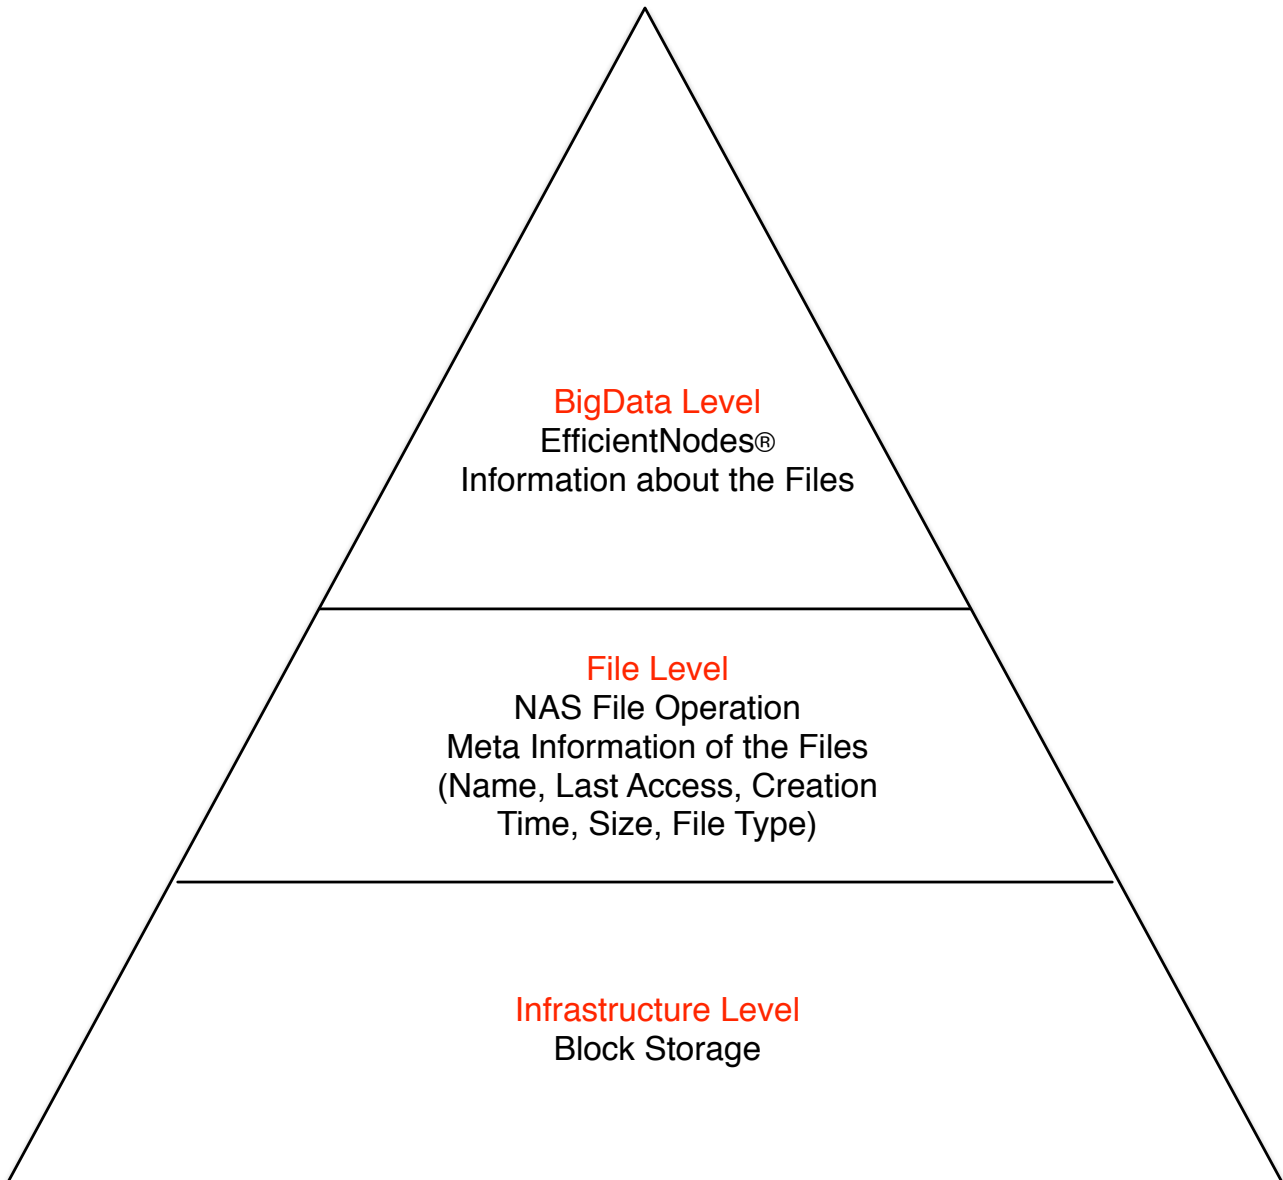 BigData Level
EfficientNodes®
Information about the Files
File Level
NAS File Operation
Meta Information of the Files
(Name, Last Access, Creation
Time, Size, File Type)
Infrastructure Level
Block Storage